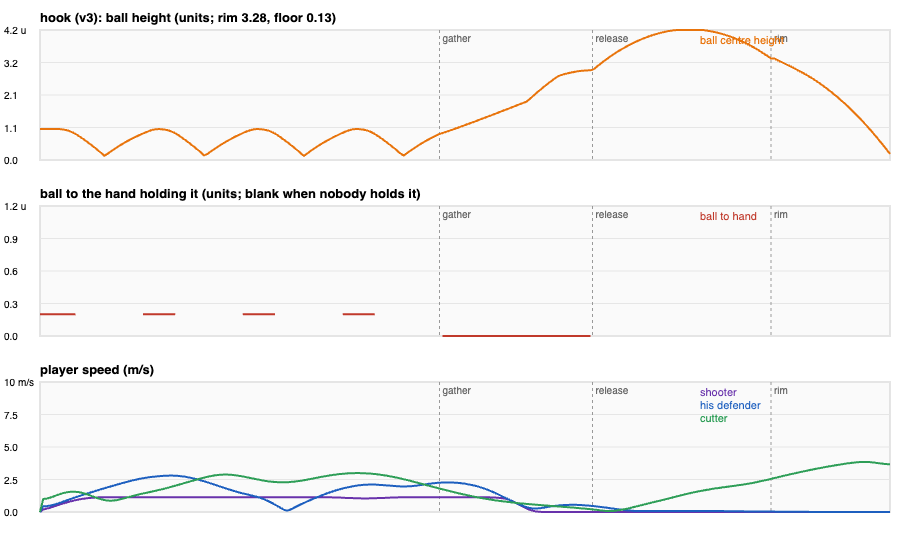 hook (v3): ball height (units; rim 3.28, floor 0.13)
4.2 u
gather
release
ball centre height
rim
3.2
2.1
1.1
0.0
ball to the hand holding it (units; blank when nobody holds it)
1.2 u
gather
release
ball to hand
rim
0.9
0.6
0.3
0.0
player speed (m/s)
10 m/s
gather
release
shooter
rim
his defender
cutter
7.5
5.0
2.5
0.0